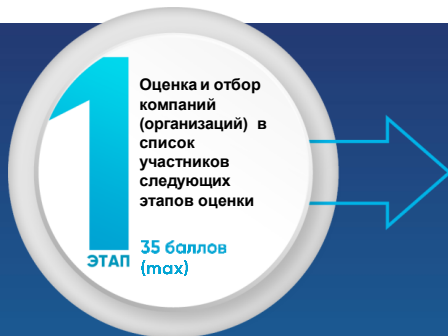 1
Оценка и отбор
компаний
(организаций) в
список
участников
следующих
этапов оценки
ЭТАП
35 баллов
(max)